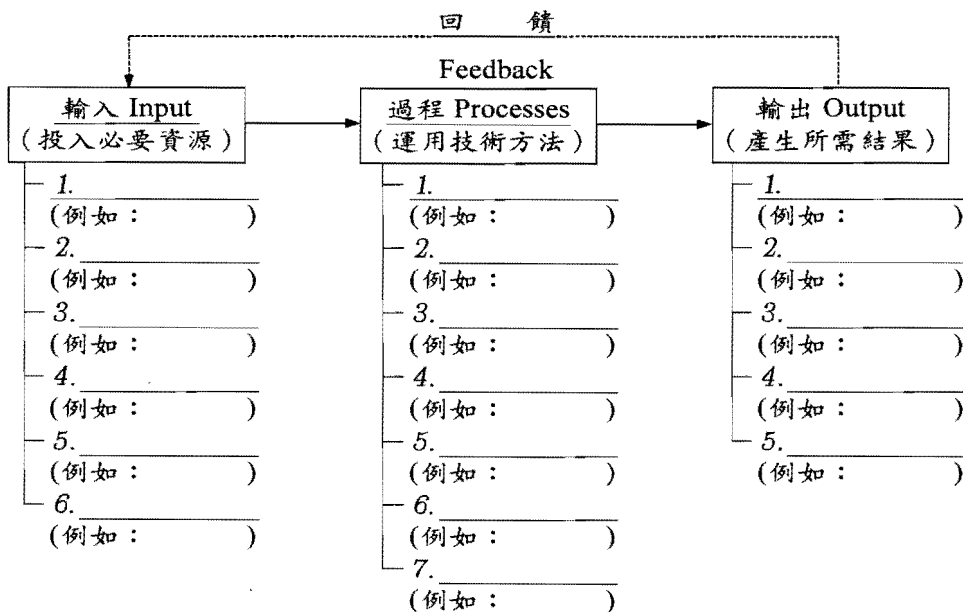 回 饋
Feedback
輸入 Input
(投入必要資源)
1.
(例如: )
2.
(例如: )
3.
(例如: )
4.
(例如: )
5.
(例如: )
6.
(例如: )
過程 Processes
(運用技術方法)
1.
(例如: )
2.
(例如: )
3.
(例如: )
4.
(例如: )
5.
(例如: )
6.
(例如: )
7.
(例如: )
輸出 Output
(產生所需結果)
1.
(例如: )
2.
(例如: )
3.
(例如: )
4.
(例如: )
5.
(例如: )